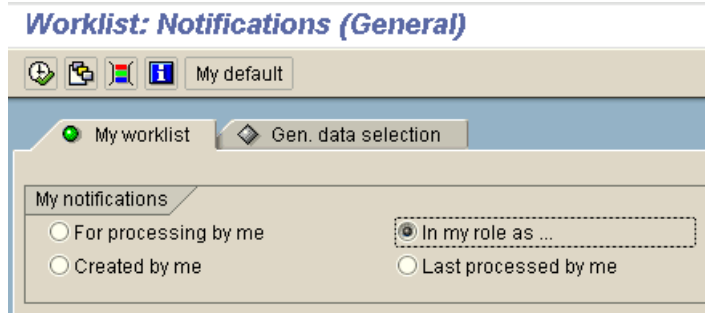 Worklist: Notifications (General)
My default
My worklist Gen. data selection
My notifications
For processing by me In my role as ...
Created by me Last processed by me